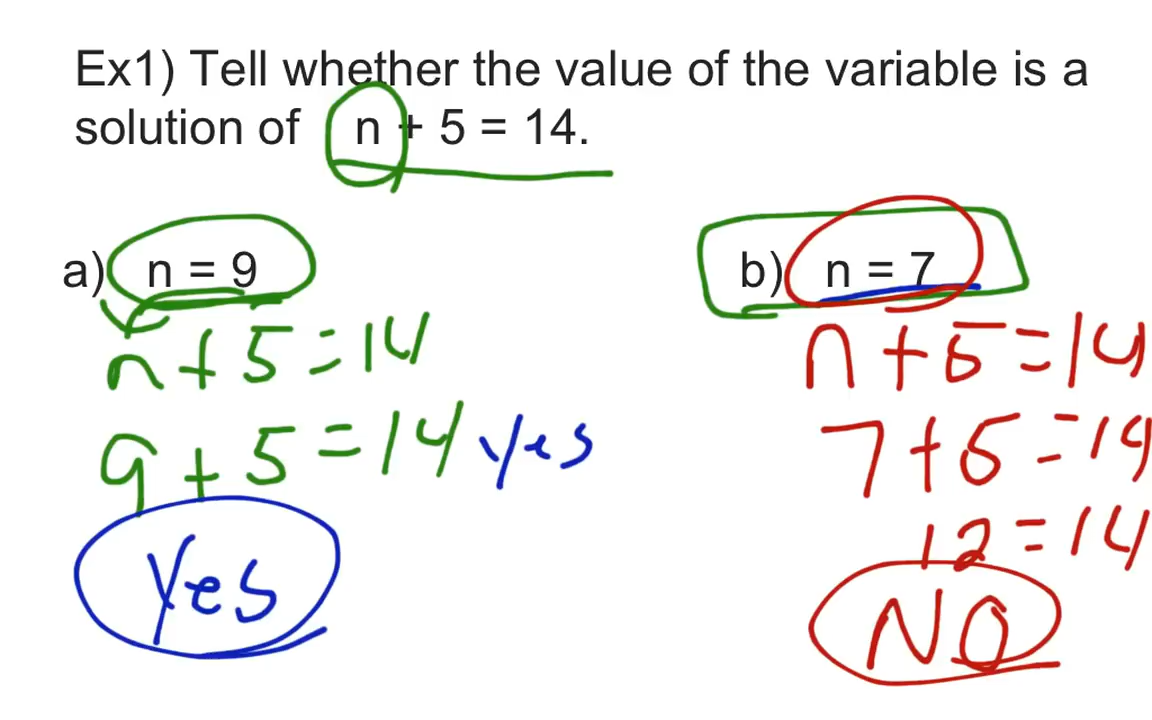 Ex1) Tell whether the value of the variable is a
solution of n + 5 = 14.
a) n = 9
n + 5 = 14
9 + 5 = 14 yes
Yes
b) n = 7
n + 5 = 14
7 + 5 = 14
12 = 14
NO